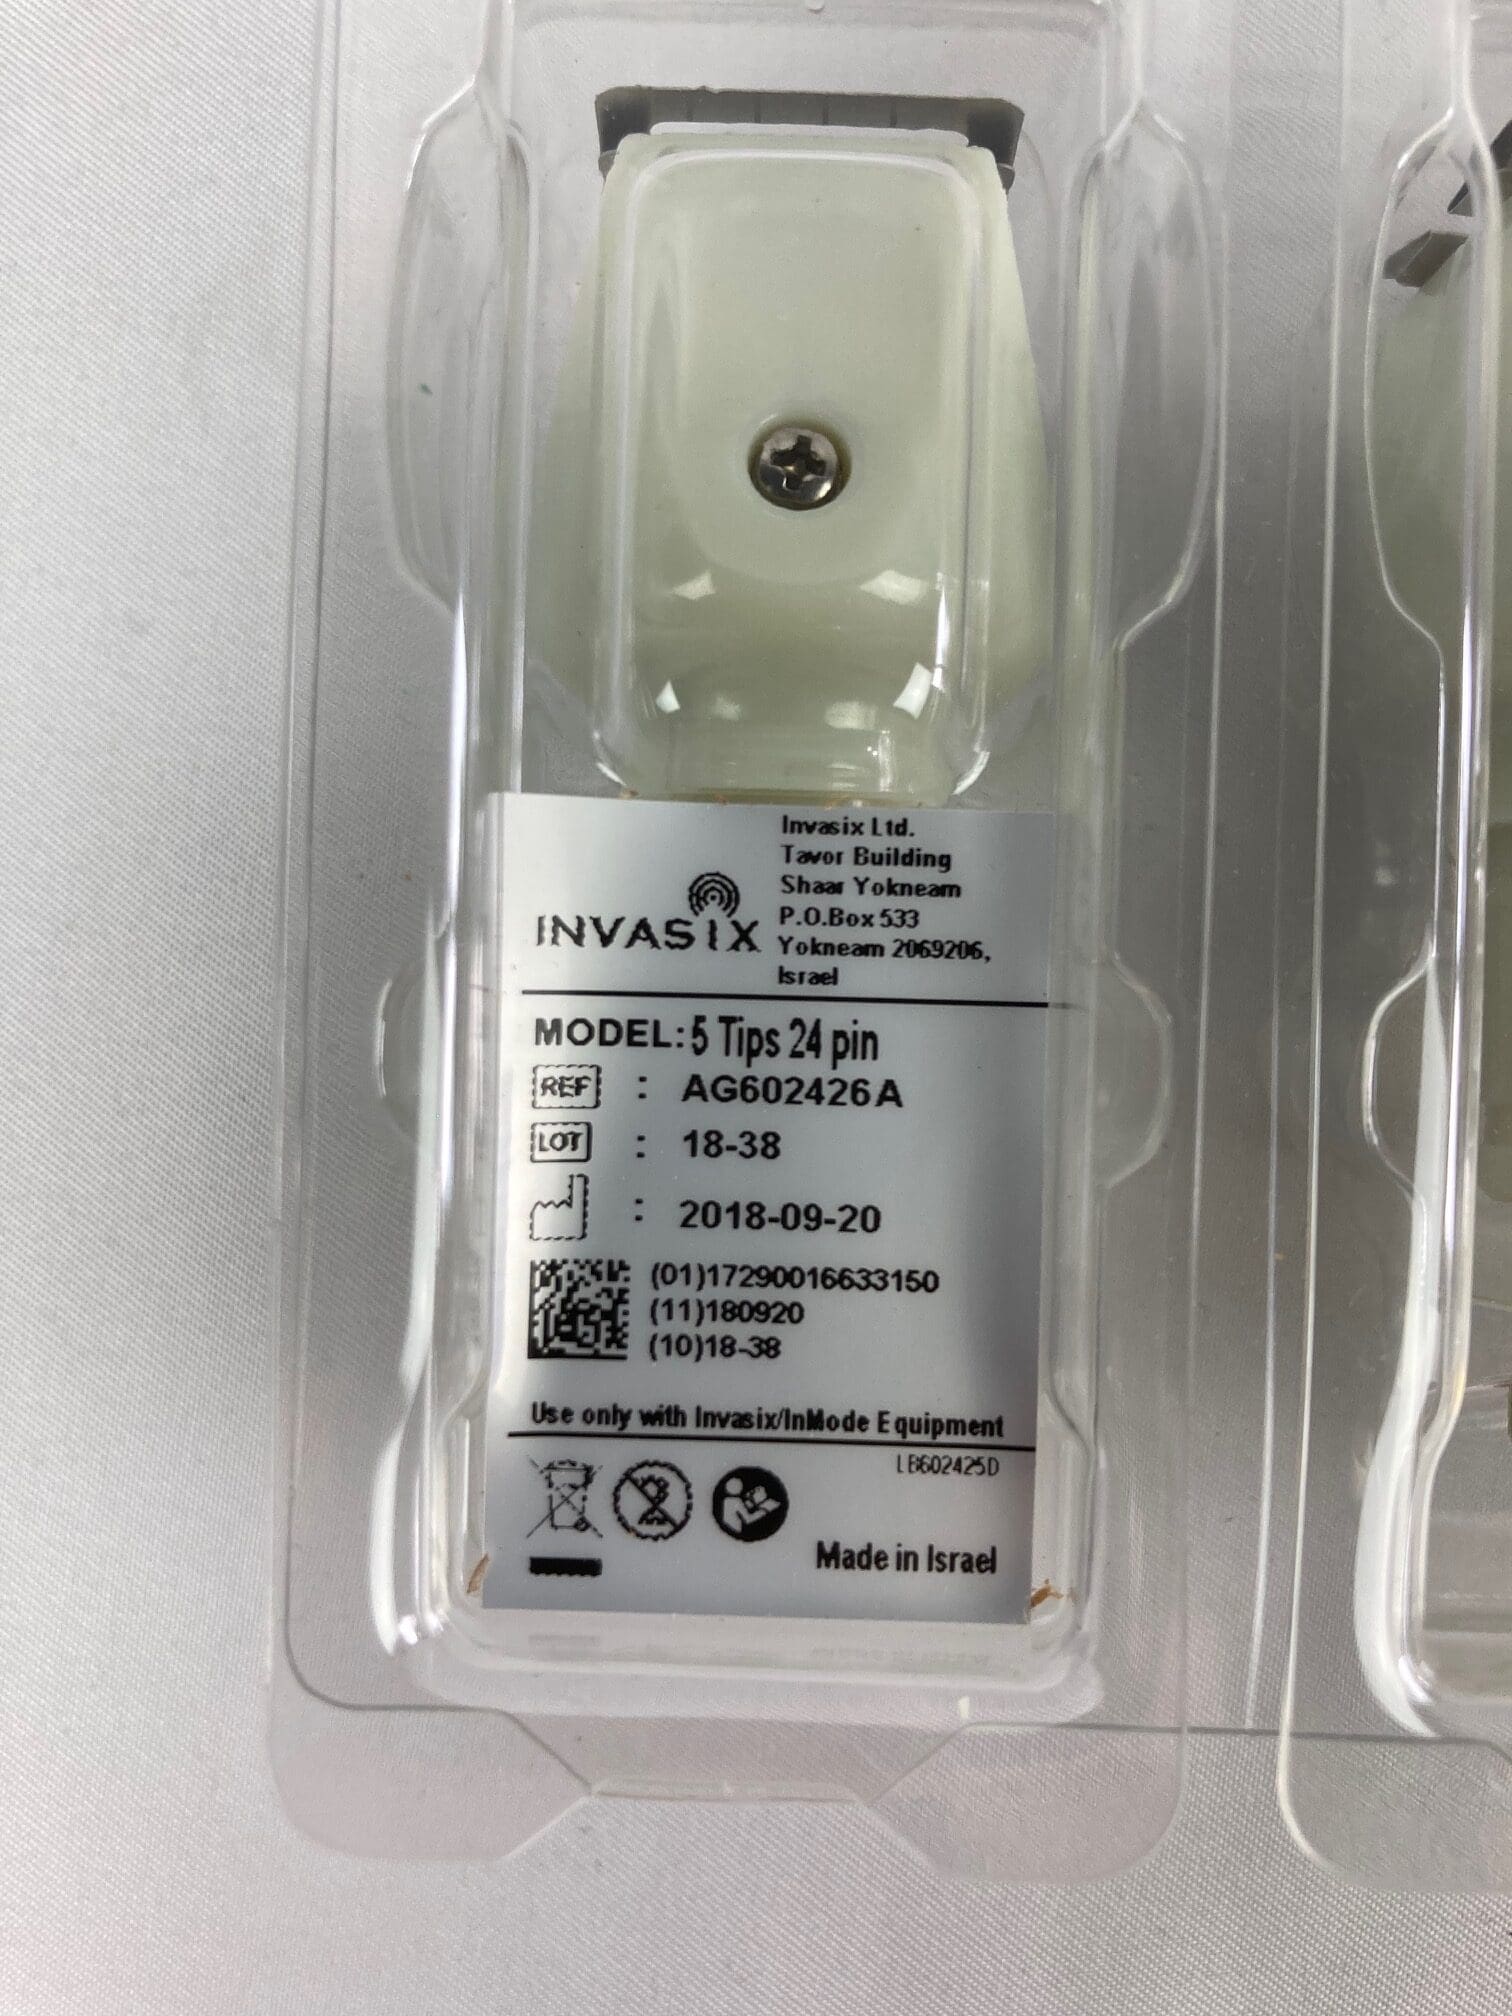 Invasix Ltd.
Tavor Building
Shaar Yokneam
P.O.Box 533
Yokneam 2069206,
Israel
INVASIX
MODEL: 5 Tips 24 pin
REF : AG602426A
LOT : 18-38
: 2018-09-20
(01)17290016633150
(11)180920
(10)18-38
Use only with Invasix/InMode Equipment
LB602425D
2
Made in Israel